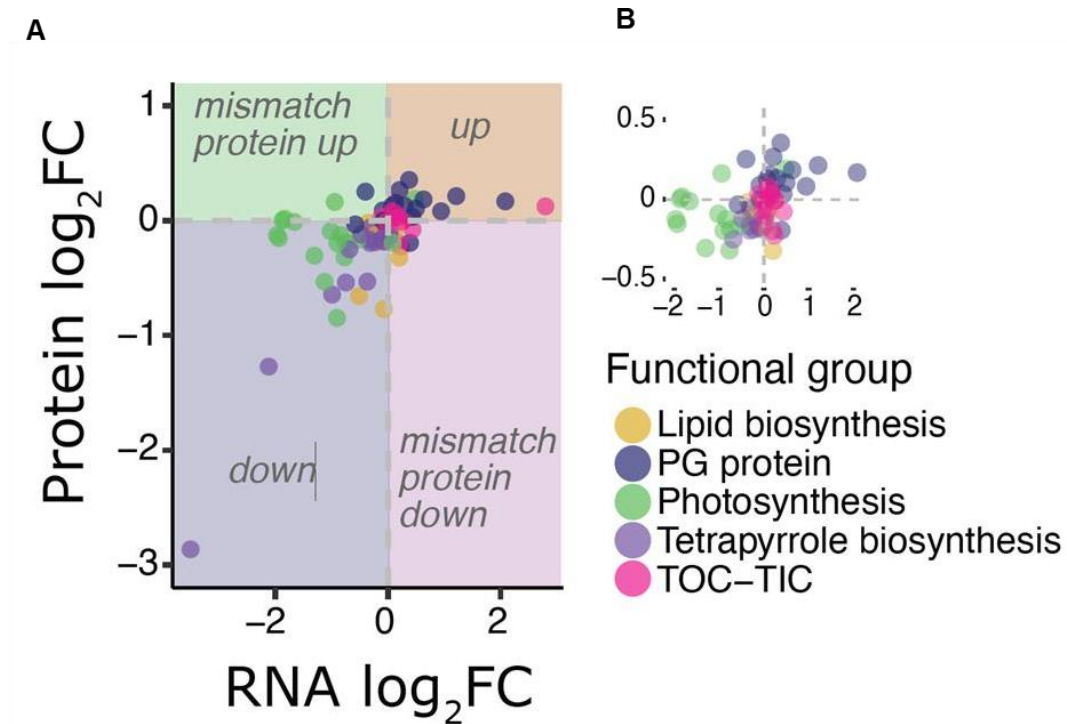 A
B
Protein log2FC
1
0
−1
−2
−3
mismatch
protein up
up
down
mismatch
protein
down
−2
0
2
RNA log2FC
0.5
0
−0.5
−2
−1
0
1
2
Functional group
Lipid biosynthesis
PG protein
Photosynthesis
Tetrapyrrole biosynthesis
TOC−TIC